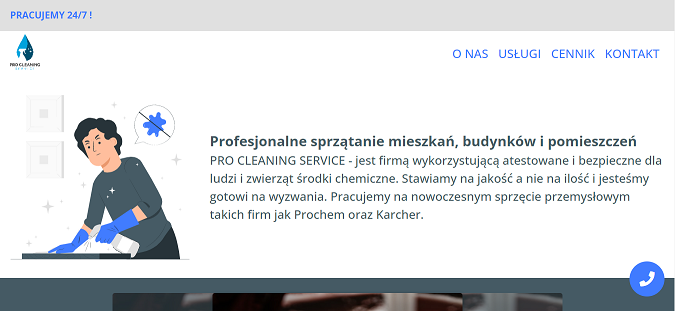 PRACUJEMY 24/7 !
PRO CLEANING
O NAS USŁUGI CENNIK KONTAKT
Profesjonalne sprzątanie mieszkań, budynków i pomieszczeń
PRO CLEANING SERVICE - jest firmą wykorzystującą atestowane i bezpieczne dla
ludzi i zwierząt środki chemiczne. Stawiamy na jakość a nie na ilość i jesteśmy
gotowi na wyzwania. Pracujemy na nowoczesnym sprzęcie przemysłowym
takich firm jak Prochem oraz Karcher.